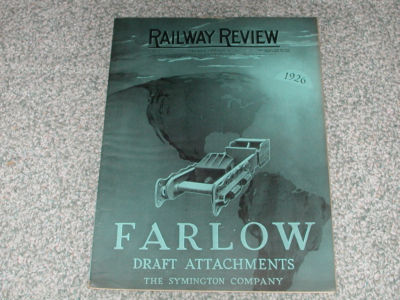 RAILWAY REVIEW
1926
FARLOW
DRAFT ATTACHMENTS
THE SYMINGTON COMPANY